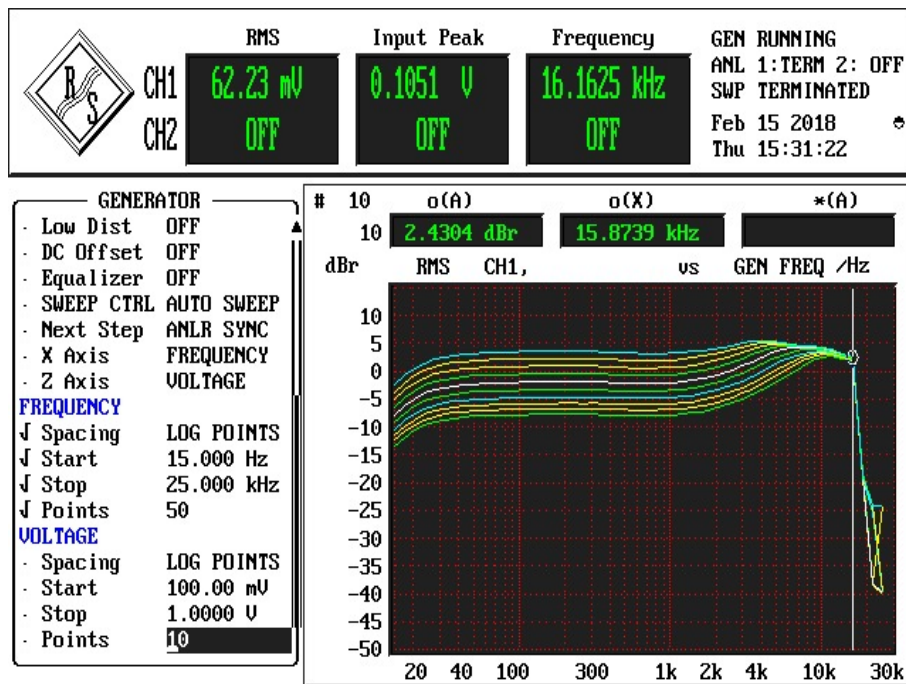 RMS Input Peak Frequency
CH1 62.23 mV 0.1051 V 16.1625 kHz
CH2 OFF OFF OFF
R S
GEN RUNNING
ANL 1:TERM 2: OFF
SWP TERMINATED
Feb 15 2018
Thu 15:31:22
GENERATOR
· Low Dist OFF
· DC Offset OFF
· Equalizer OFF
· SWEEP CTRL AUTO SWEEP
· Next Step ANLR SYNC
· X Axis FREQUENCY
· Z Axis VOLTAGE
FREQUENCY
√ Spacing LOG POINTS
√ Start 15.000 Hz
√ Stop 25.000 kHz
√ Points 50
VOLTAGE
· Spacing LOG POINTS
· Start 100.00 mV
· Stop 1.0000 V
· Points 10
# 10 o(A) o(X) *(A)
10 2.4304 dBr 15.8739 kHz
dBr RMS CH1, vs GEN FREQ /Hz
10
5
0
-5
-10
-15
-20
-25
-30
-35
-40
-45
-50
20 40 100 300 1k 2k 4k 10k 30k